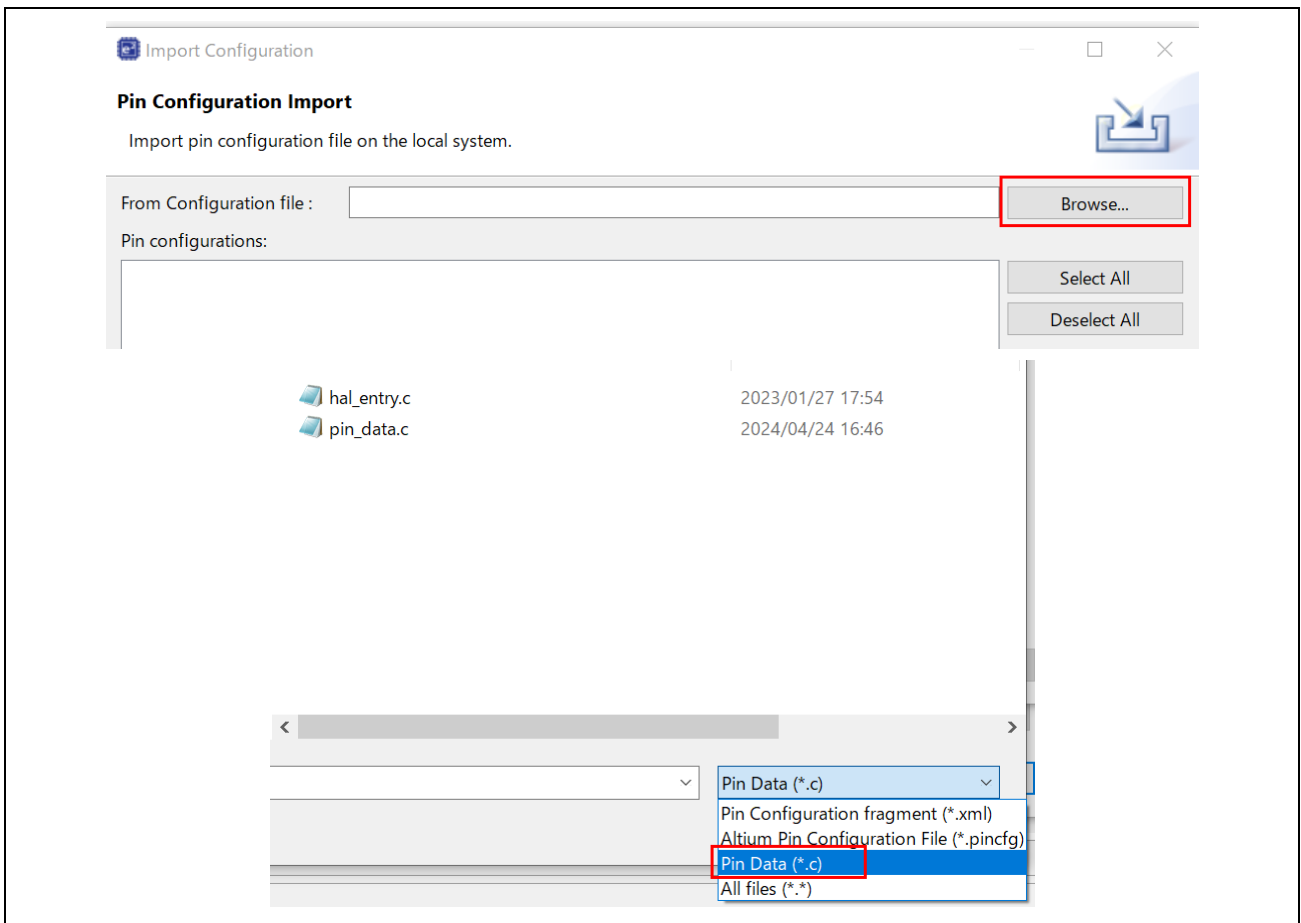 Import Configuration
Pin Configuration Import
Import pin configuration file on the local system.
From Configuration file :
Browse...
Pin configurations:
Select All
Deselect All
hal_entry.c 2023/01/27 17:54
pin_data.c 2024/04/24 16:46
Pin Data (*.c)
Pin Configuration fragment (*.xml)
Altium Pin Configuration File (*.pincfg)
Pin Data (*.c)
All files (*.*)